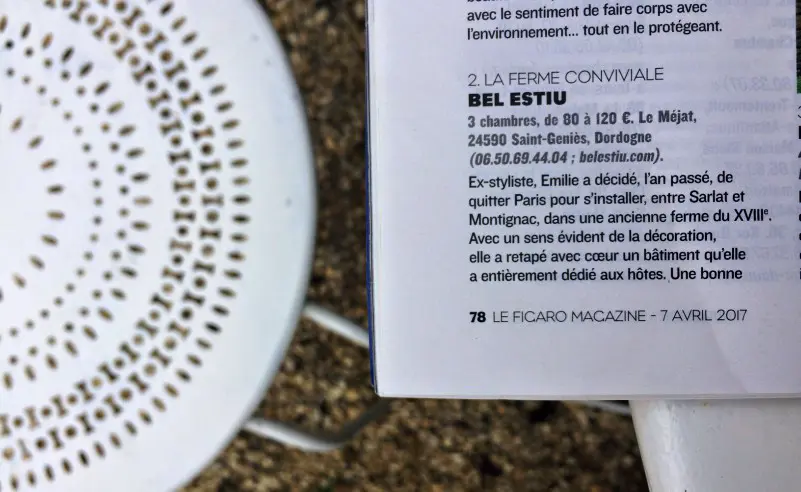 avec le sentiment de faire corps avec
l'environnement... tout en le protégeant.
2. LA FERME CONVIVIALE
BEL ESTIU
3 chambres, de 80 à 120 €. Le Méjat,
24590 Saint-Geniès, Dordogne
(06.50.69.44.04 ; belestiu.com).
Ex-styliste, Emilie a décidé, l'an passé, de
quitter Paris pour s'installer, entre Sarlat et
Montignac, dans une ancienne ferme du XVIIIe.
Avec un sens évident de la décoration,
elle a retapé avec cœur un bâtiment qu'elle
a entièrement dédié aux hôtes. Une bonne
78 LE FIGARO MAGAZINE - 7 AVRIL 2017